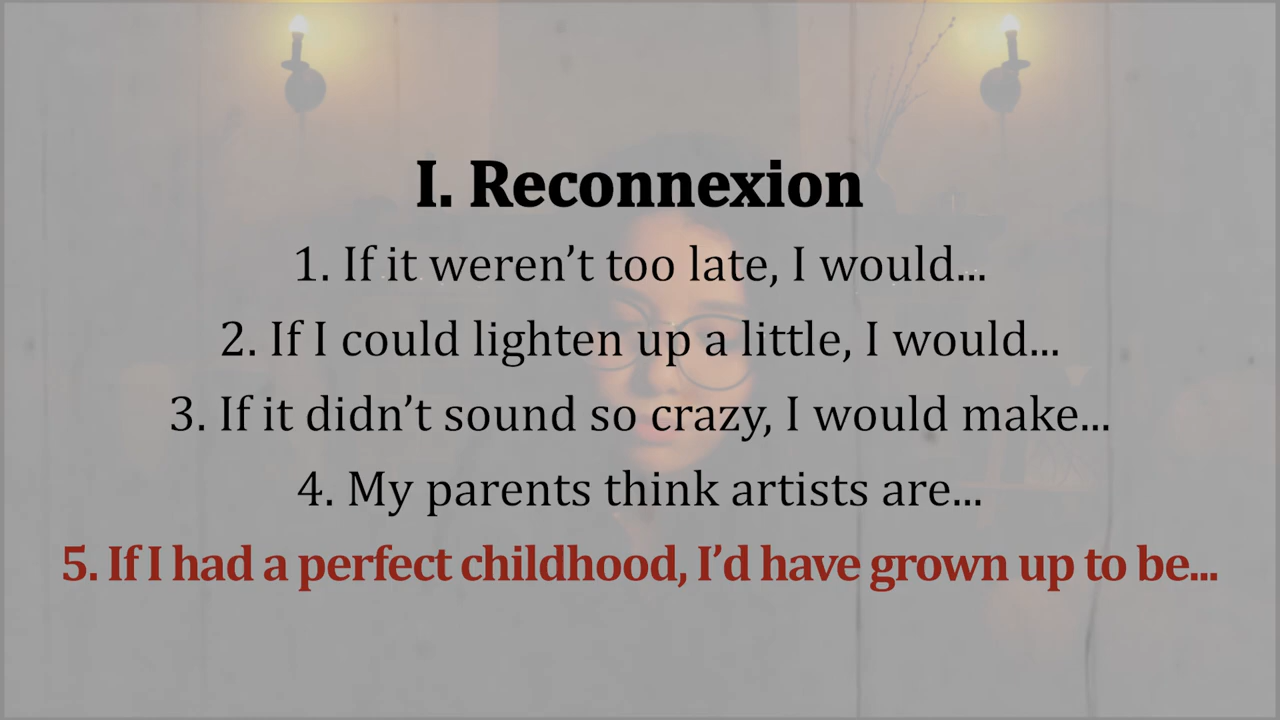 I. Reconnexion
1. If it weren’t too late, I would...
2. If I could lighten up a little, I would...
3. If it didn’t sound so crazy, I would make...
4. My parents think artists are...
5. If I had a perfect childhood, I’d have grown up to be...